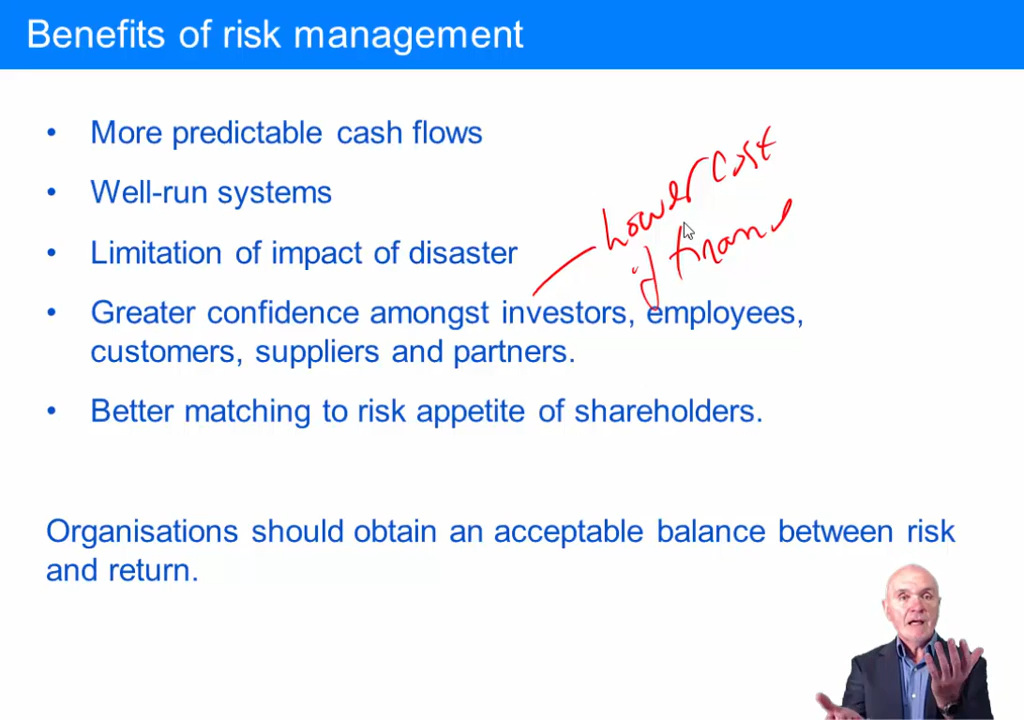 Benefits of risk management
• More predictable cash flows
• Well-run systems
• Limitation of impact of disaster
lower cost
of finance
• Greater confidence amongst investors, employees,
customers, suppliers and partners.
• Better matching to risk appetite of shareholders.
Organisations should obtain an acceptable balance between risk
and return.